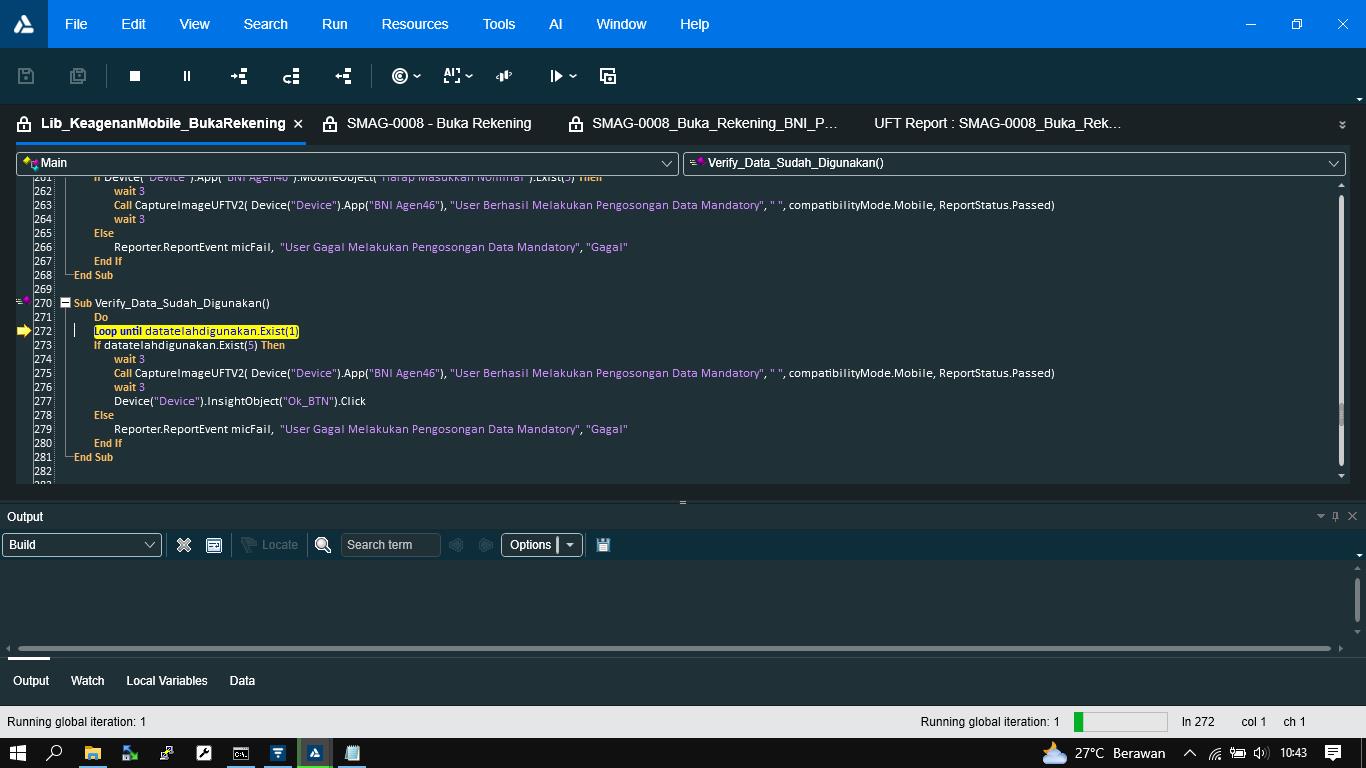 File Edit View Search Run Resources Tools AI Window Help
AI
Lib_KeagenanMobile_BukaRekening × SMAG-0008 - Buka Rekening SMAG-0008_Buka_Rekening_BNI_P... UFT Report : SMAG-0008_Buka_Rek...
Main Verify_Data_Sudah_Digunakan()
261 If Device("Device").App("BNI Agen46").MobileObject("Harap Masukkan Nominal").Exist(5) Then
262 wait 3
263 Call CaptureImageUFTV2( Device("Device").App("BNI Agen46"), "User Berhasil Melakukan Pengosongan Data Mandatory", " ", compatibilityMode.Mobile, ReportStatus.Passed)
264 wait 3
265 Else
266 Reporter.ReportEvent micFail, "User Gagal Melakukan Pengosongan Data Mandatory", "Gagal"
267 End If
268 End Sub
269
270 Sub Verify_Data_Sudah_Digunakan()
271 Do
272 Loop until datatelahdigunakan.Exist(1)
273 If datatelahdigunakan.Exist(5) Then
274 wait 3
275 Call CaptureImageUFTV2( Device("Device").App("BNI Agen46"), "User Berhasil Melakukan Pengosongan Data Mandatory", " ", compatibilityMode.Mobile, ReportStatus.Passed)
276 wait 3
277 Device("Device").InsightObject("Ok_BTN").Click
278 Else
279 Reporter.ReportEvent micFail, "User Gagal Melakukan Pengosongan Data Mandatory", "Gagal"
280 End If
281 End Sub
282
283
Output
Build Locate Search term Options
Output Watch Local Variables Data
Running global iteration: 1 Running global iteration: 1 ln 272 col 1 ch 1
27°C Berawan 10:43